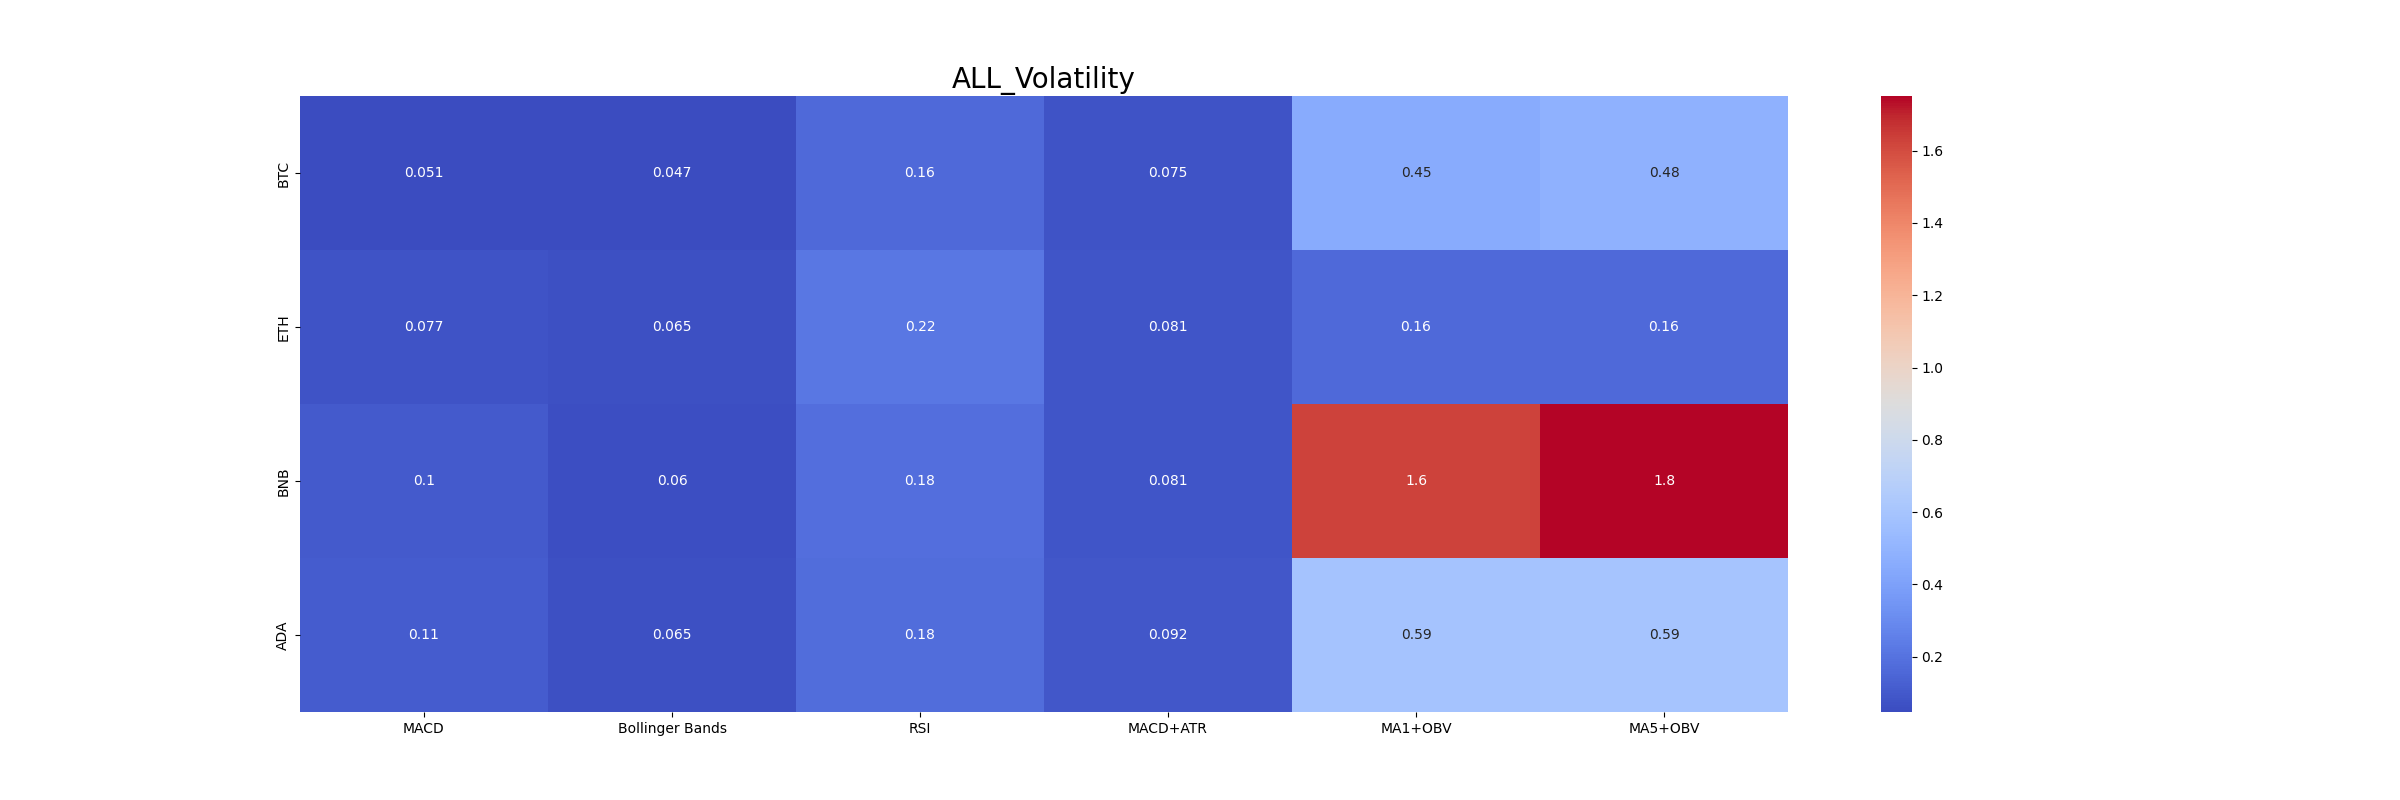 ALL_Volatility
BTC 0.051 0.047 0.16 0.075 0.45 0.48
ETH 0.077 0.065 0.22 0.081 0.16 0.16
BNB 0.1 0.06 0.18 0.081 1.6 1.8
ADA 0.11 0.065 0.18 0.092 0.59 0.59
MACD Bollinger Bands RSI MACD+ATR MA1+OBV MA5+OBV
1.6
1.4
1.2
1.0
0.8
0.6
0.4
0.2